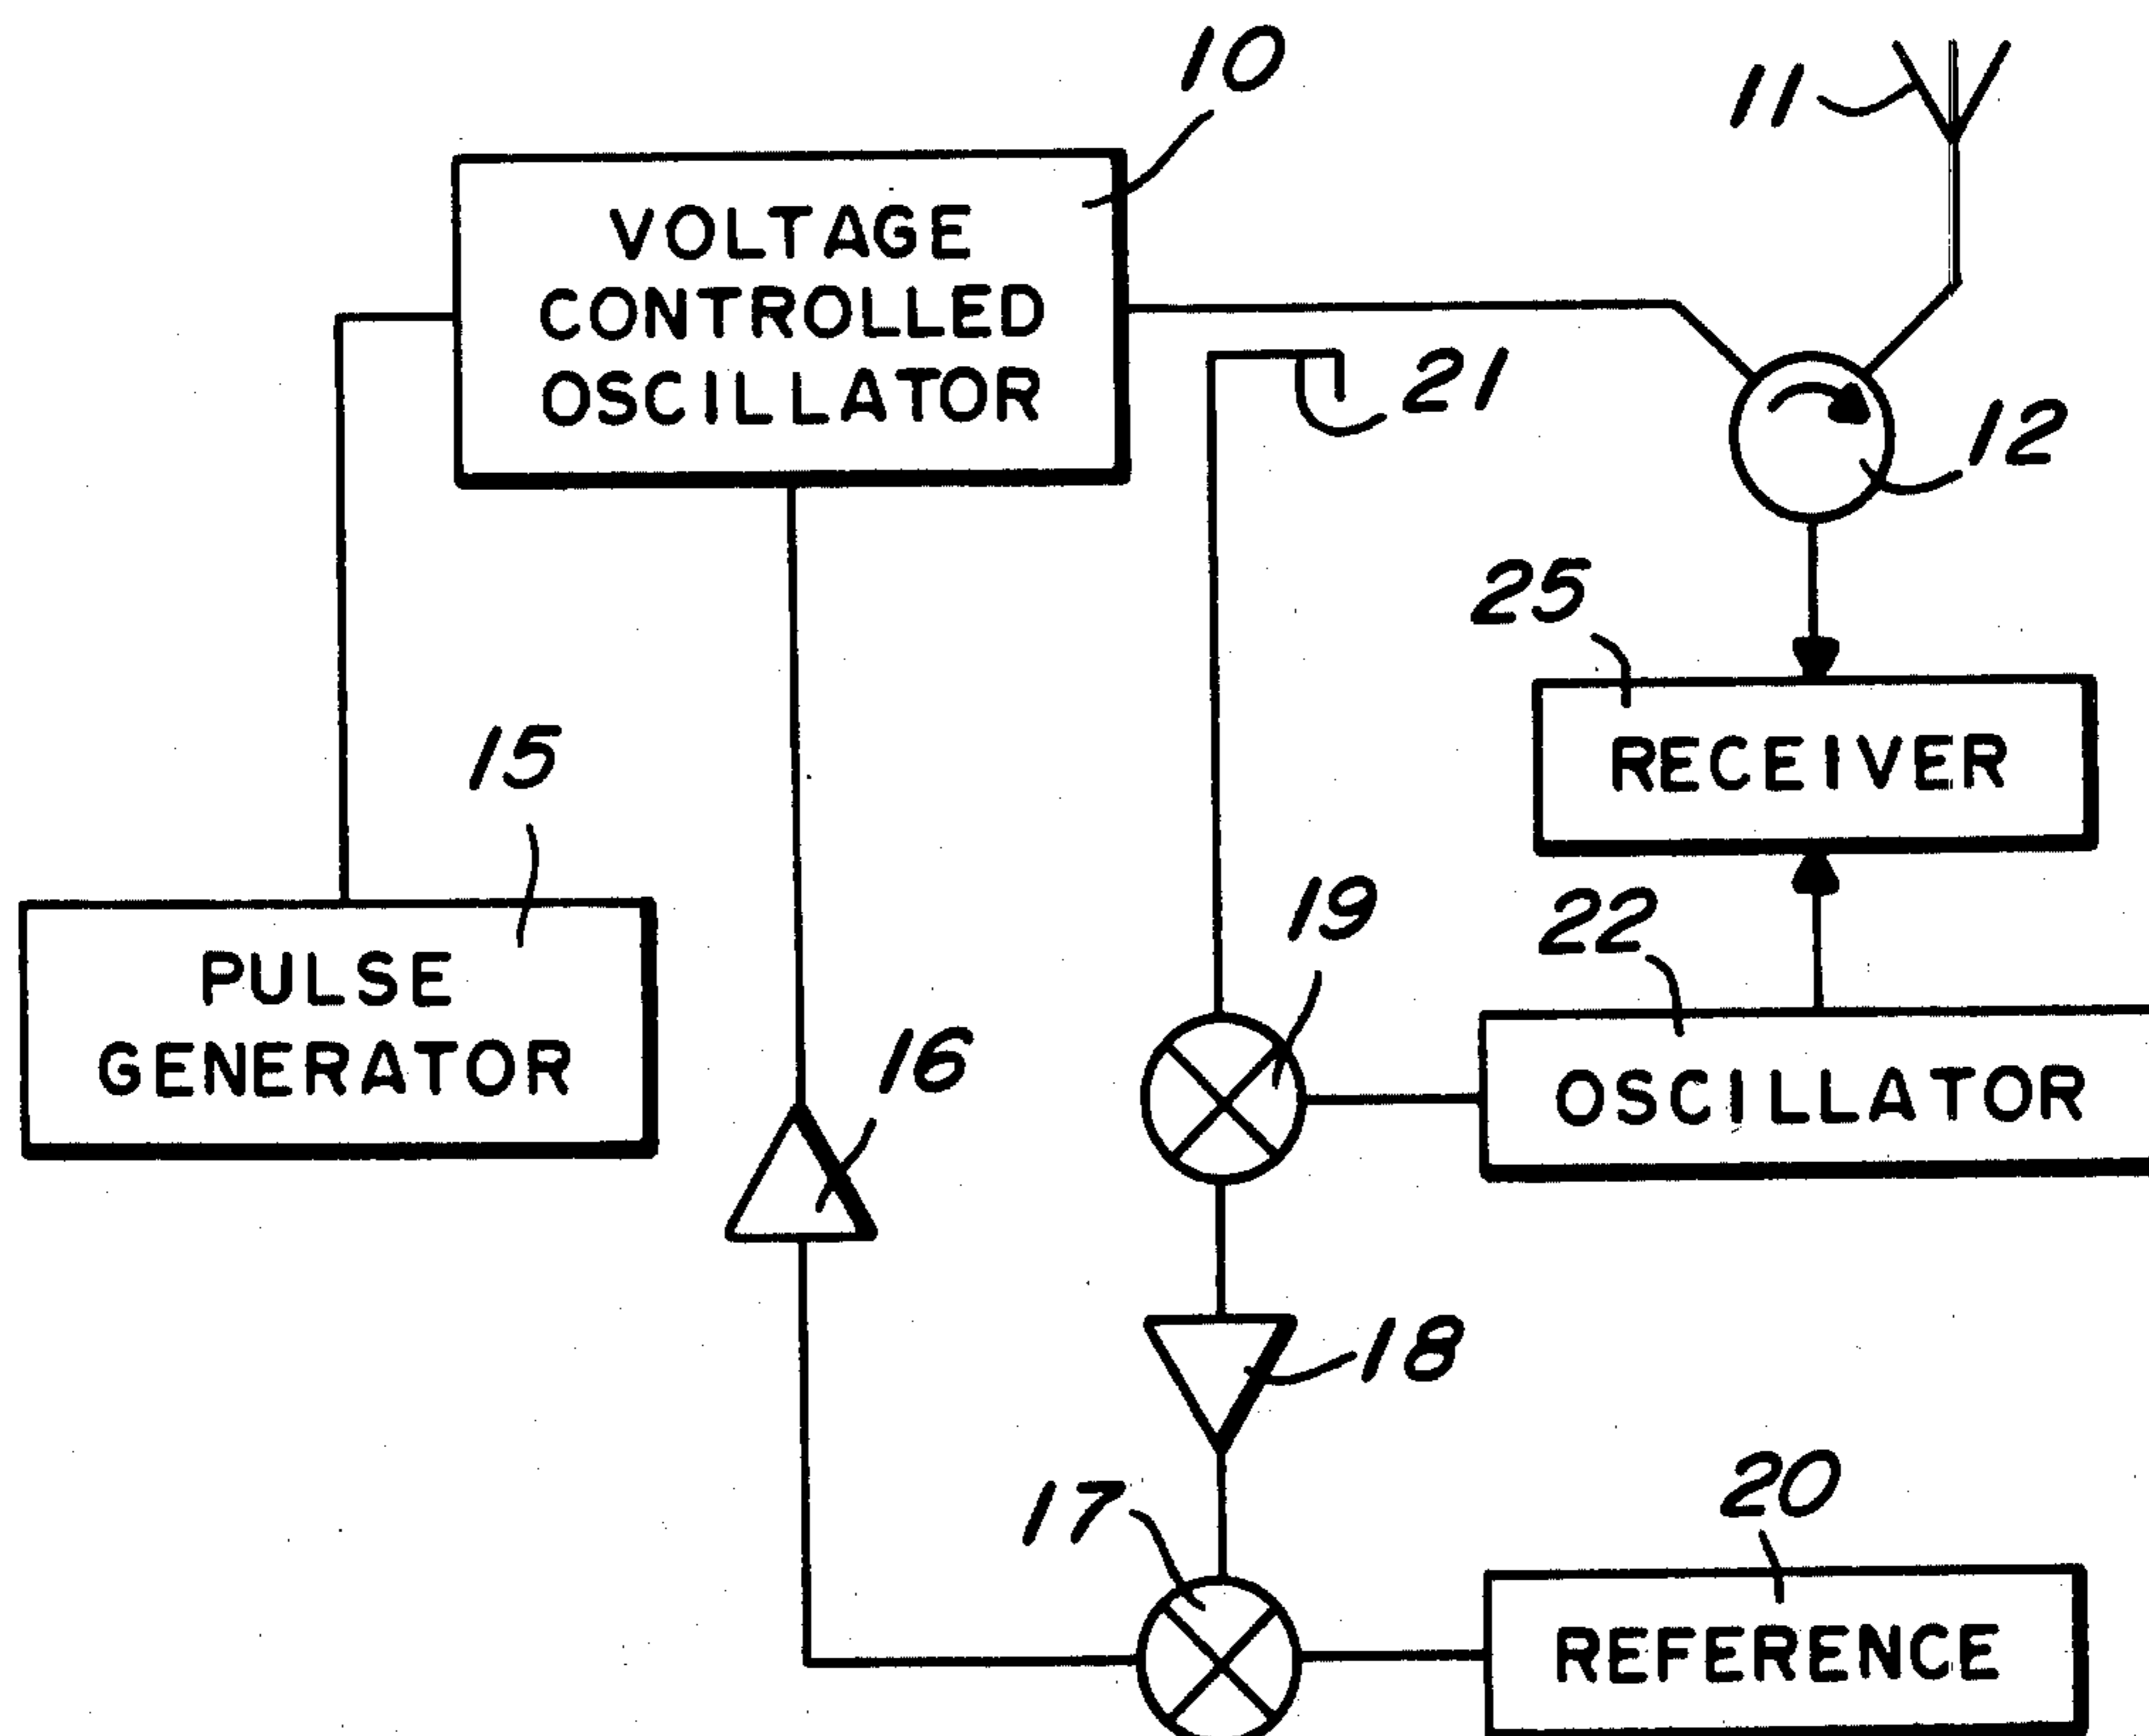 10
11
VOLTAGE
CONTROLLED
OSCILLATOR
21
12
25
RECEIVER
15
PULSE
GENERATOR
19
22
16
OSCILLATOR
18
17
20
REFERENCE